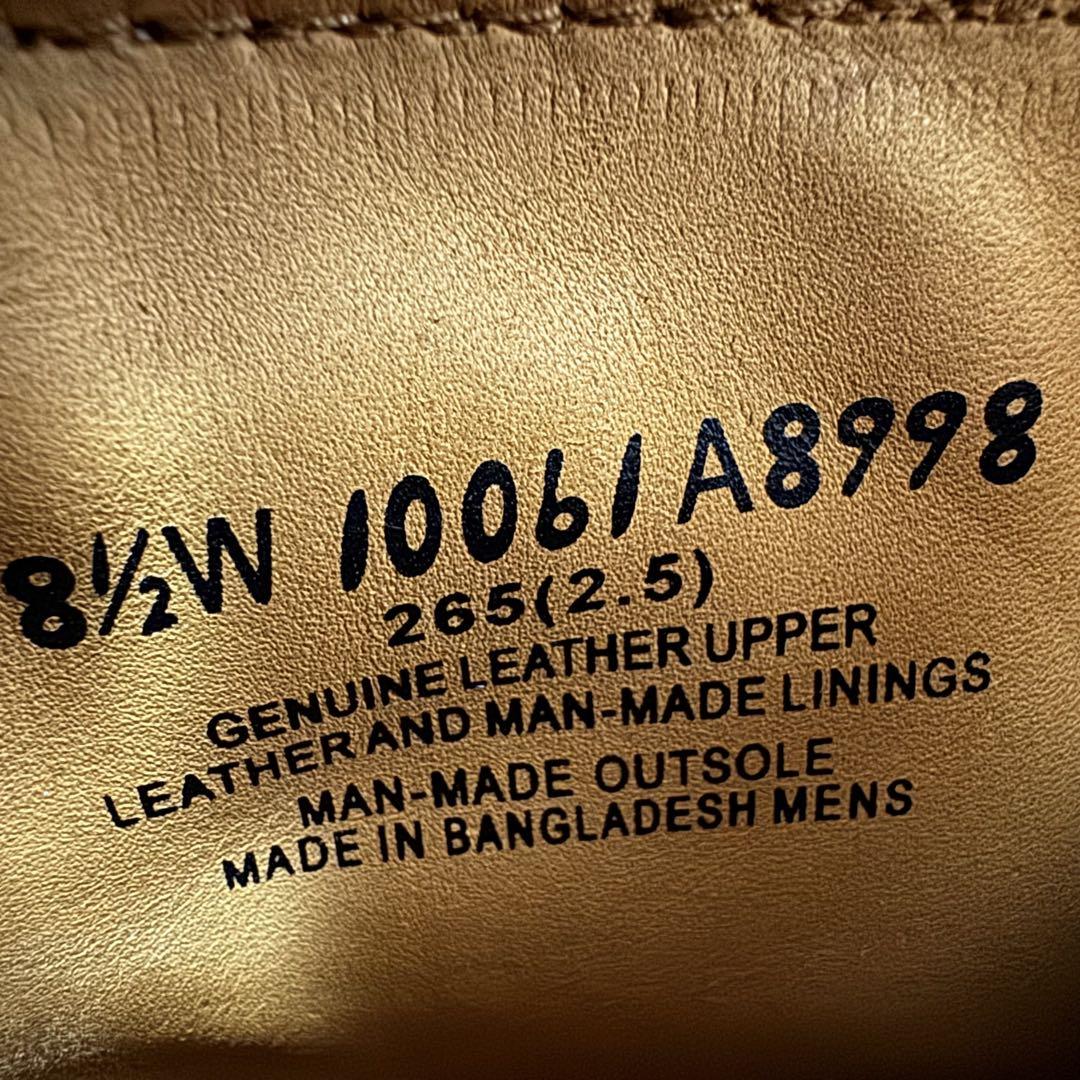 8½W 10061A8998
265(2.5)
GENUINE LEATHER UPPER
LEATHER AND MAN-MADE LININGS
MAN-MADE OUTSOLE
MADE IN BANGLADESH MENS